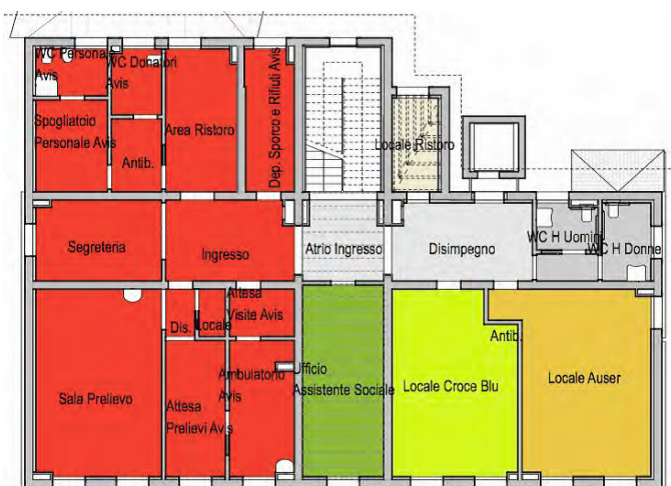 WC Personale
Avis
WC Donatori
Avis
Spogliatoio
Personale Avis
Antib.
Area Ristoro
Dep. Sporco e Rifiuti Avis
Locale Ristoro
Segreteria
Ingresso
Atrio Ingresso
Disimpegno
WC H Uomini
WC H Donne
Sala Prelievo
Dis.
Locale
Attesa
Visite Avis
Attesa
Prelievi Avis
Ambulatorio
Avis
Ufficio
Assistente Sociale
Locale Croce Blu
Antib.
Locale Auser